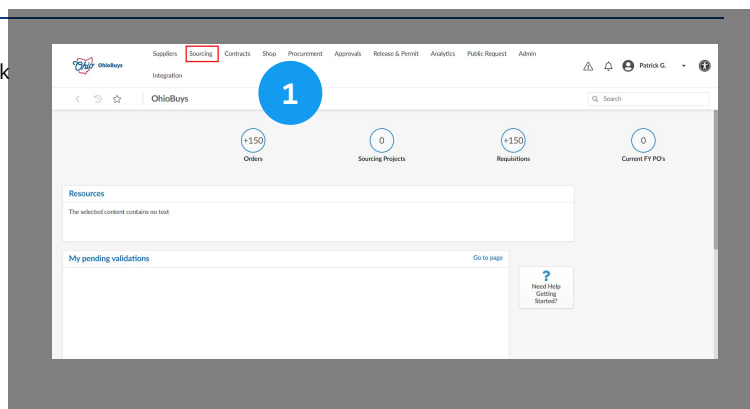 k
Suppliers Sourcing Contracts Shop Procurement Approvals Release & Permit Analytics Public Request Admin
Ohio OhioBuys
Integration
Patrick G.
1
OhioBuys
Search
+150 0 +150 0
Orders Sourcing Projects Requisitions Current FY PO's
Resources
The selected content contains no text
My pending validations Go to page
?
Need Help
Getting
Started?